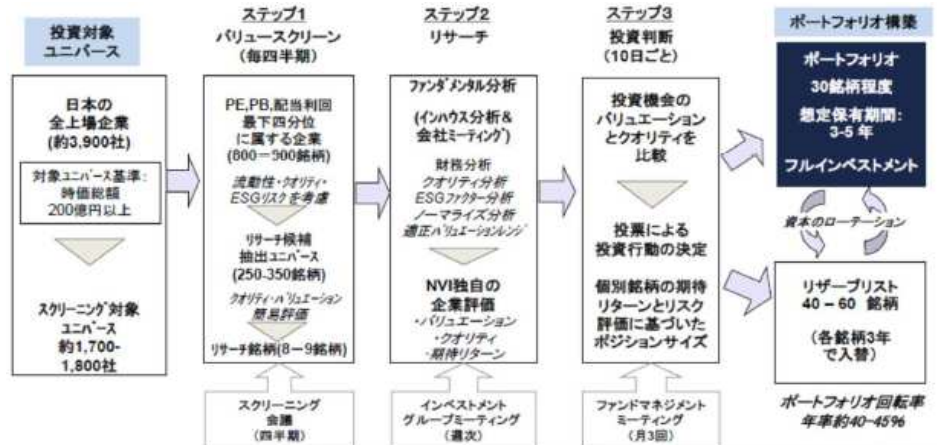 投資対象
ユニバース
日本の
全上場企業
(約3,900社)
対象ユニバース基準:
時価総額
200億円以上
スクリーニング対象
ユニバース
約1,700-
1,800社
ステップ1
バリュースクリーン
(毎四半期)
PE,PB,配当利回
最下四分位
に属する企業
(800－900銘柄)
流動性・クオリティ・
ESGリスクを考慮
リサーチ候補
抽出ユニバース
(250-350銘柄)
クオリティ・バリュエーション
簡易評価
リサーチ銘柄(8－9銘柄)
スクリーニング
会議
(四半期)
ステップ2
リサーチ
ファンダメンタル分析
(インハウス分析&
会社ミーティング)
財務分析
クオリティ分析
ESGファクター分析
ノーマライズ分析
適正バリュエーションレンジ
NVI独自の
企業評価
・バリュエーション
・クオリティ
・期待リターン
インベストメント
グループミーティング
(週次)
ステップ3
投資判断
(10日ごと)
投資機会の
バリュエーション
とクオリティを
比較
投票による
投資行動の決定
個別銘柄の期待
リターンとリスク
評価に基づいた
ポジションサイズ
ファンドマネジメント
ミーティング
(月3回)
ポートフォリオ構築
ポートフォリオ
30銘柄程度
想定保有期間:
3-5 年
フルインベストメント
資本のローテーション
リザーブリスト
40 – 60 銘柄
(各銘柄3年
で入替)
ポートフォリオ回転率
年率約40-45%